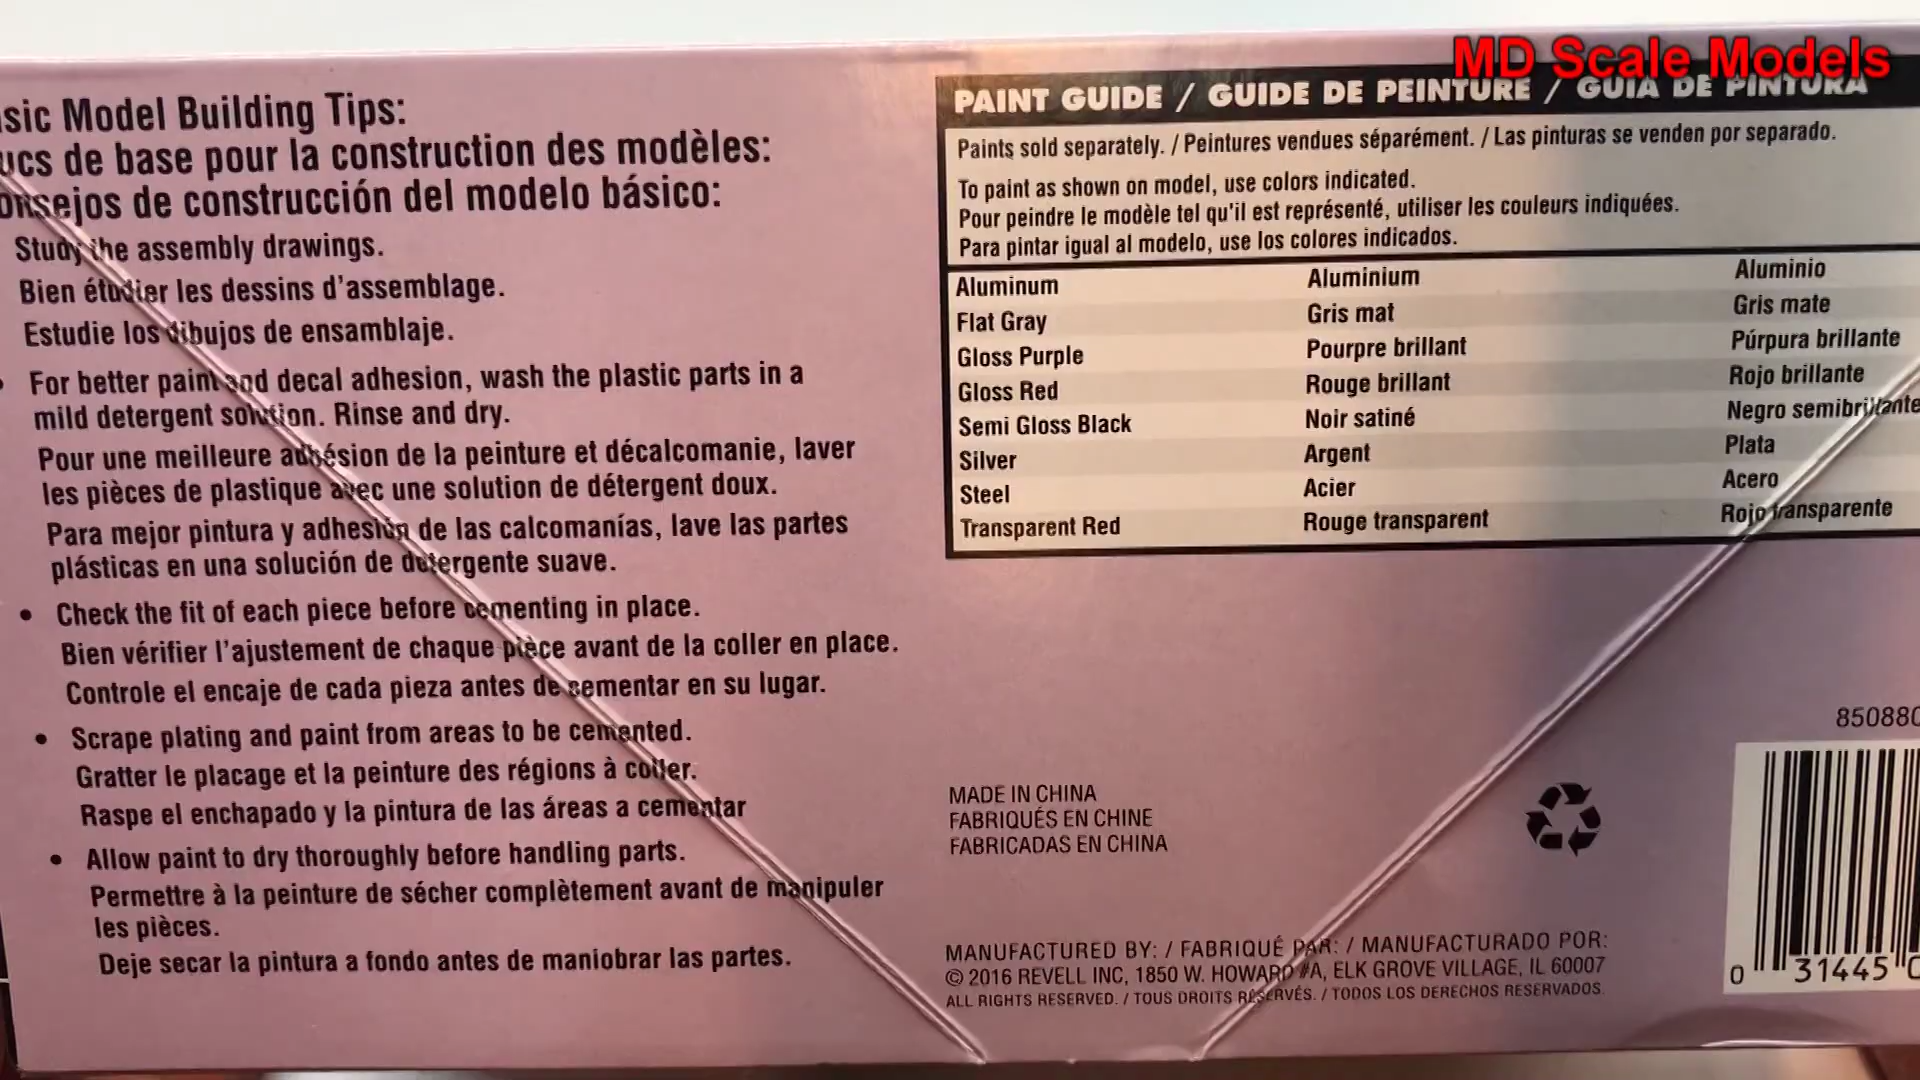 MD Scale Models
sic Model Building Tips:
ucs de base pour la construction des modèles:
onsejos de construcción del modelo básico:
Study the assembly drawings.
Bien étudier les dessins d'assemblage.
Estudie los dibujos de ensamblaje.
• For better paint and decal adhesion, wash the plastic parts in a
mild detergent solution. Rinse and dry.
Pour une meilleure adhésion de la peinture et décalcomanie, laver
les pièces de plastique avec une solution de détergent doux.
Para mejor pintura y adhesión de las calcomanías, lave las partes
plásticas en una solución de detergente suave.
• Check the fit of each piece before cementing in place.
Bien vérifier l'ajustement de chaque pièce avant de la coller en place.
Controle el encaje de cada pieza antes de cementar en su lugar.
• Scrape plating and paint from areas to be cemented.
Gratter le placage et la peinture des régions à coller.
Raspe el enchapado y la pintura de las áreas a cementar
• Allow paint to dry thoroughly before handling parts.
Permettre à la peinture de sécher complètement avant de manipuler
les pièces.
Deje secar la pintura a fondo antes de maniobrar las partes.
PAINT GUIDE / GUIDE DE PEINTURE / GUIA DE PINTURA
Paints sold separately. / Peintures vendues séparément. / Las pinturas se venden por separado.
To paint as shown on model, use colors indicated.
Pour peindre le modèle tel qu'il est représenté, utiliser les couleurs indiquées.
Para pintar igual al modelo, use los colores indicados.
Aluminum Aluminium Aluminio
Flat Gray Gris mat Gris mate
Gloss Purple Pourpre brillant Púrpura brillante
Gloss Red Rouge brillant Rojo brillante
Semi Gloss Black Noir satiné Negro semibrillante
Silver Argent Plata
Steel Acier Acero
Transparent Red Rouge transparent Rojo transparente
MADE IN CHINA
FABRIQUÉS EN CHINE
FABRICADAS EN CHINA
MANUFACTURED BY: / FABRIQUÉ PAR: / MANUFACTURADO POR:
© 2016 REVELL INC, 1850 W. HOWARD #A, ELK GROVE VILLAGE, IL 60007
ALL RIGHTS RESERVED. / TOUS DROITS RÉSERVÉS. / TODOS LOS DERECHOS RESERVADOS.
850880
0 31445 0